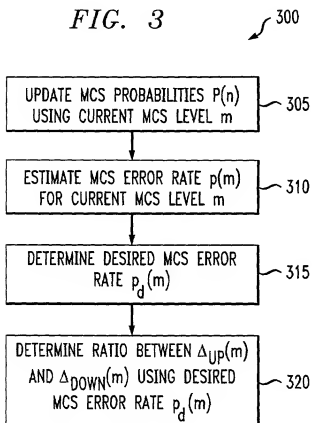 FIG. 3
300
UPDATE MCS PROBABILITIES P(n)
USING CURRENT MCS LEVEL m
305
ESTIMATE MCS ERROR RATE p(m)
FOR CURRENT MCS LEVEL m
310
DETERMINE DESIRED MCS ERROR
RATE p_d(m)
315
DETERMINE RATIO BETWEEN Δ_UP(m)
AND Δ_DOWN(m) USING DESIRED
MCS ERROR RATE p_d(m)
320